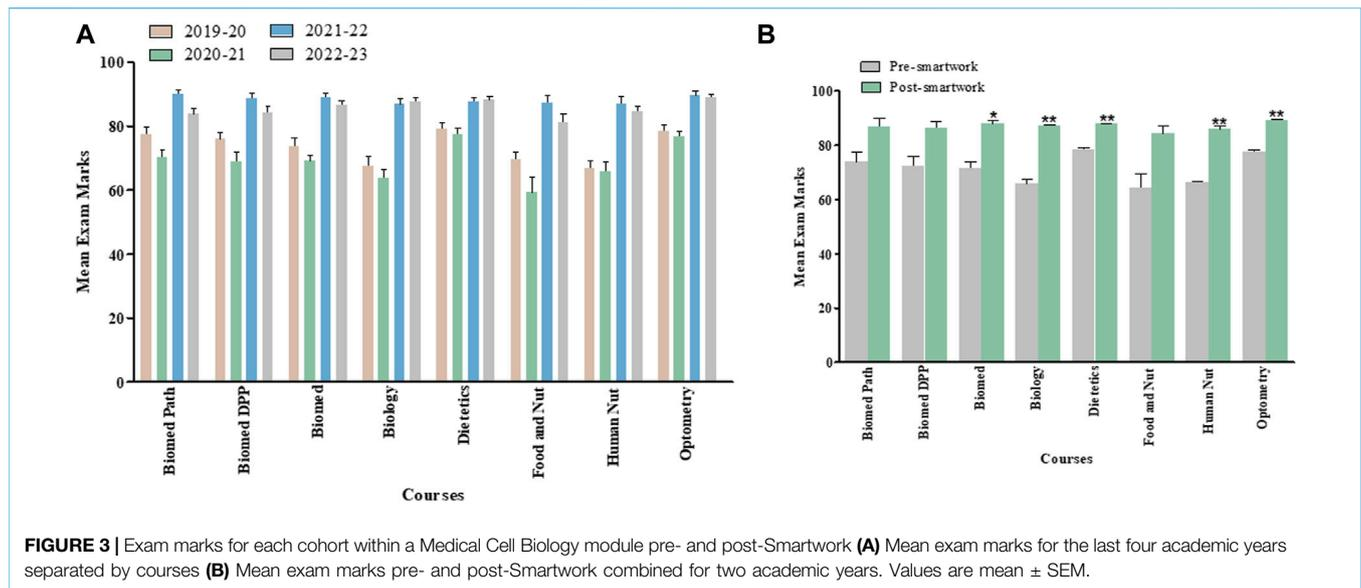 A
2019-20
2021-22
2020-21
2022-23
100
80
60
40
20
0
Mean Exam Marks
Biomed Path
Biomed DPP
Biomed
Biology
Dietetics
Food and Nut
Human Nut
Optometry
Courses
B
Pre-smartwork
Post-smartwork
100
80
60
40
20
0
Mean Exam Marks
*
**
**
**
**
Biomed Path
Biomed DPP
Biomed
Biology
Dietetics
Food and Nut
Human Nut
Optometry
Courses
FIGURE 3 | Exam marks for each cohort within a Medical Cell Biology module pre- and post-Smartwork (A) Mean exam marks for the last four academic years
separated by courses (B) Mean exam marks pre- and post-Smartwork combined for two academic years. Values are mean ± SEM.